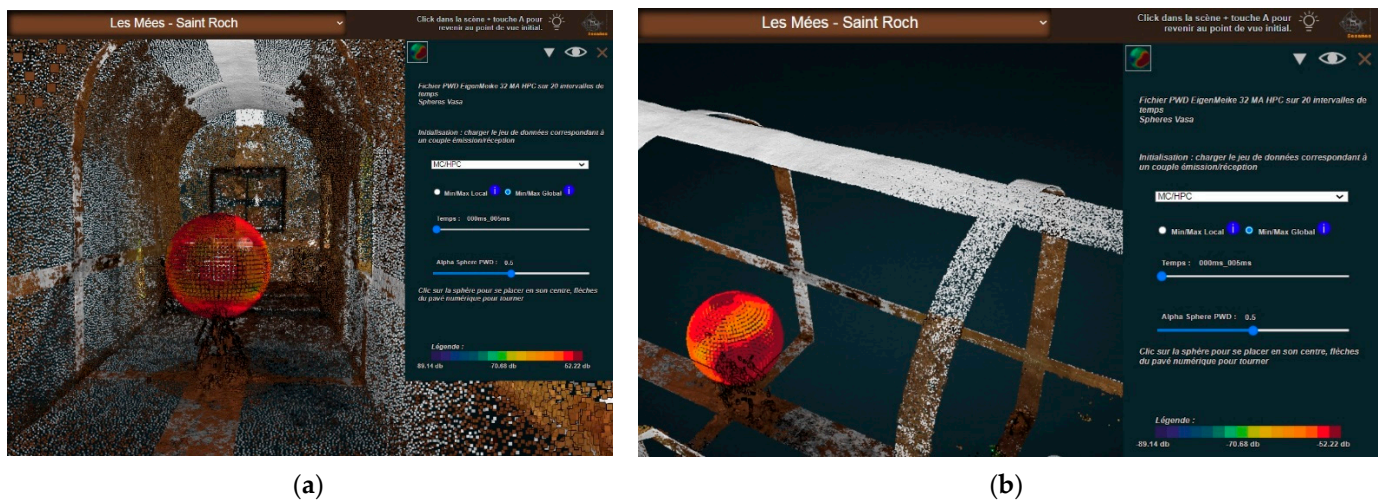 Les Mées - Saint Roch
Click dans la scène + touche A pour
revenir au point de vue initial.
Fichier PWD EigenMeike 32 MA HPC sur 20 intervalles de
temps
Spheres Vasa
Initialisation : charger le jeu de données correspondant à
un couple émission/réception
MC/HPC
Min/Max Local i Min/Max Global i
Temps : 000ms_005ms
Alpha Sphere PWD : 0.5
Clic sur la sphère pour se placer en son centre, flèches
du pavé numérique pour tourner
Légende :
-89.14 db -70.68 db -52.22 db
(a)
Les Mées - Saint Roch
Click dans la scène + touche A pour
revenir au point de vue initial.
Fichier PWD EigenMeike 32 MA HPC sur 20 intervalles de
temps
Spheres Vasa
Initialisation : charger le jeu de données correspondant à
un couple émission/réception
MC/HPC
Min/Max Local i Min/Max Global i
Temps : 000ms_005ms
Alpha Sphere PWD : 0.5
Clic sur la sphère pour se placer en son centre, flèches
du pavé numérique pour tourner
Légende :
-89.14 db -70.68 db -52.22 db
(b)